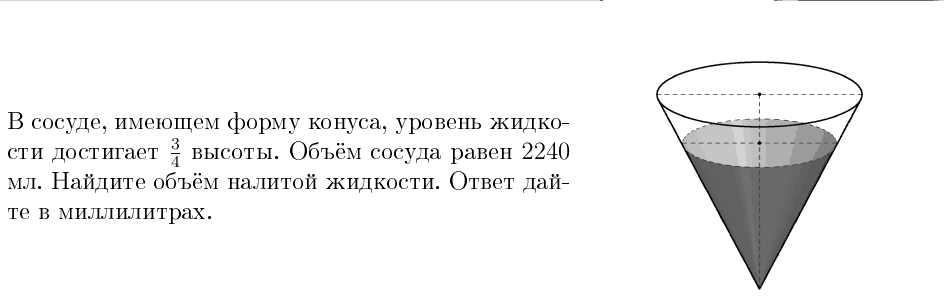 В сосуде, имеющем форму конуса, уровень жидко-
сти достигает $\frac{3}{4}$ высоты. Объём сосуда равен 2240
мл. Найдите объём налитой жидкости. Ответ дай-
те в миллилитрах.